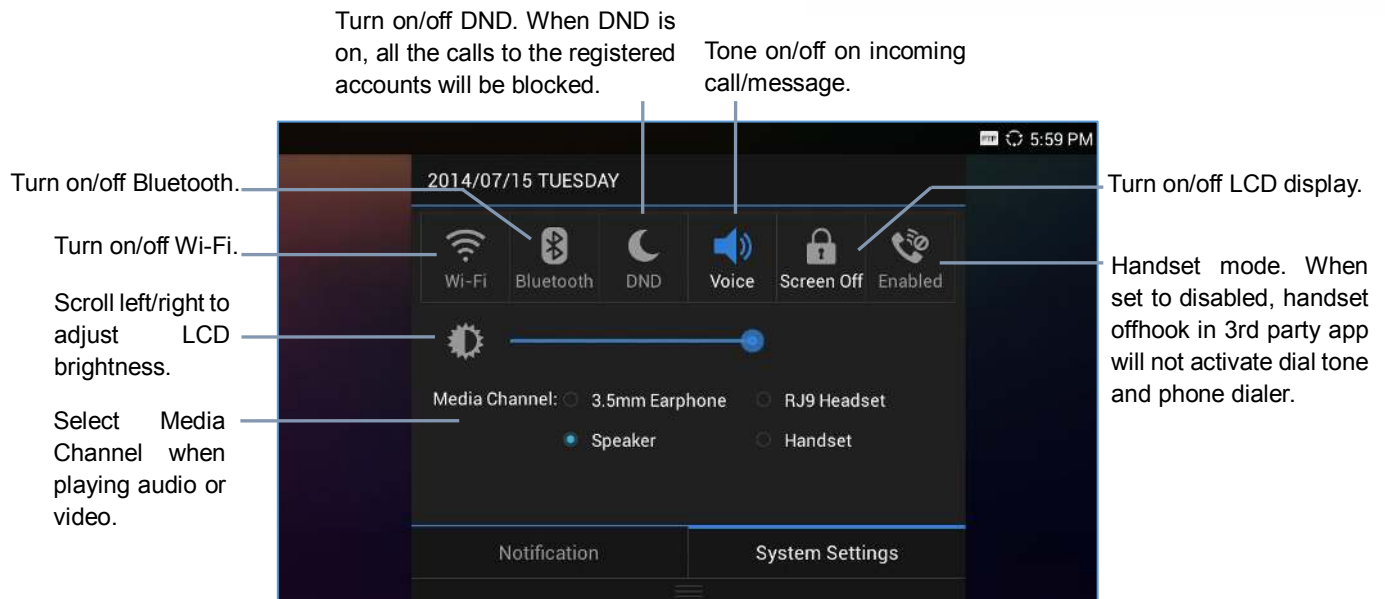 Turn on/off DND. When DND is
on, all the calls to the registered
accounts will be blocked.
Tone on/off on incoming
call/message.
PTP 5:59 PM
Turn on/off Bluetooth.
2014/07/15 TUESDAY
Turn on/off LCD display.
Turn on/off Wi-Fi.
Wi-Fi Bluetooth DND Voice Screen Off Enabled
Handset mode. When
set to disabled, handset
offhook in 3rd party app
will not activate dial tone
and phone dialer.
Scroll left/right to
adjust LCD
brightness.
Select Media
Channel when
playing audio or
video.
Media Channel: 3.5mm Earphone RJ9 Headset
Speaker Handset
Notification System Settings